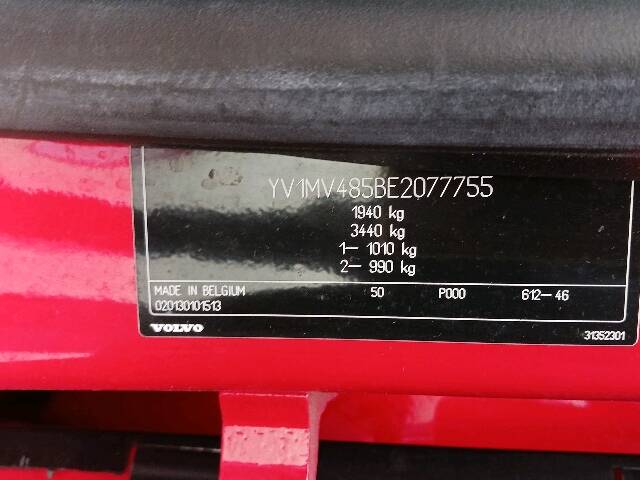 YV1MV485BE2077755
1940 kg
3440 kg
1- 1010 kg
2- 990 kg
MADE IN BELGIUM 50 P000 612-46
020130101513
VOLVO 31352301